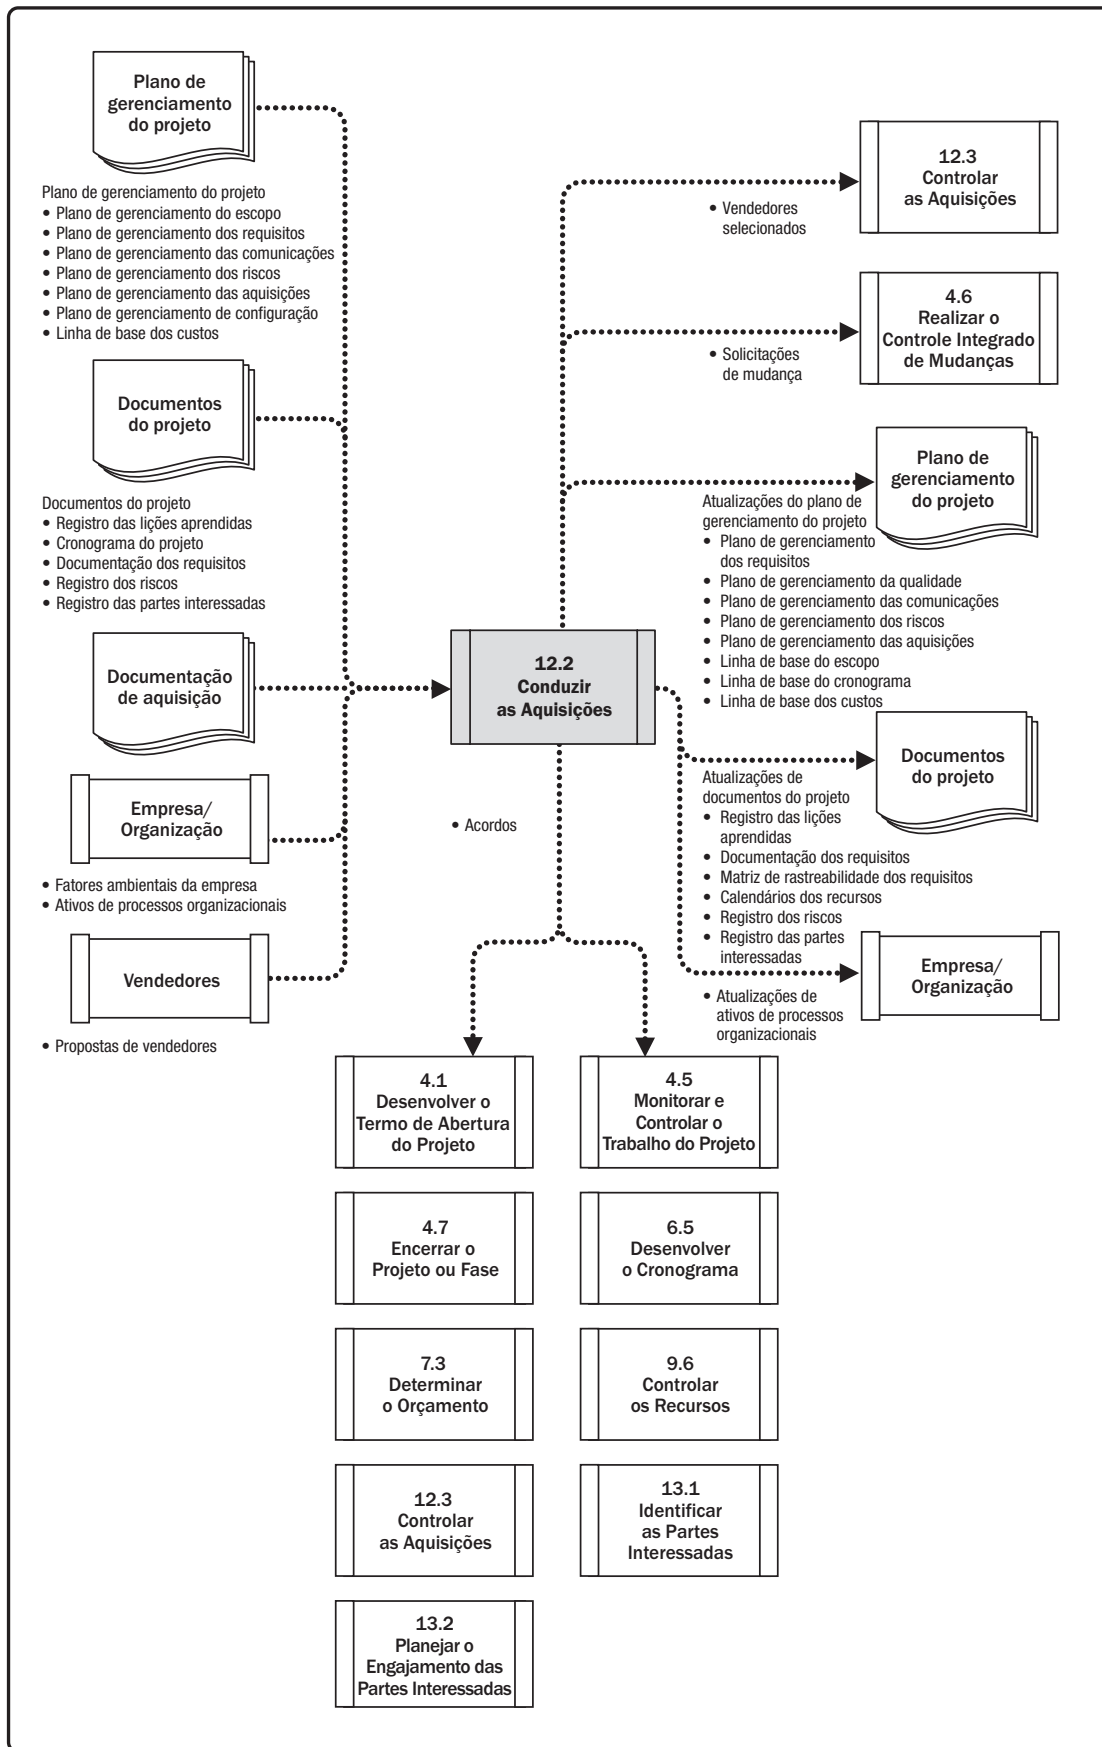 Plano de
gerenciamento
do projeto
Plano de gerenciamento do projeto
• Plano de gerenciamento do escopo
• Plano de gerenciamento dos requisitos
• Plano de gerenciamento das comunicações
• Plano de gerenciamento dos riscos
• Plano de gerenciamento das aquisições
• Plano de gerenciamento de configuração
• Linha de base dos custos
Documentos
do projeto
Documentos do projeto
• Registro das lições aprendidas
• Cronograma do projeto
• Documentação dos requisitos
• Registro dos riscos
• Registro das partes interessadas
Documentação
de aquisição
Empresa/
Organização
• Fatores ambientais da empresa
• Ativos de processos organizacionais
Vendedores
• Propostas de vendedores
12.2
Conduzir
as Aquisições
• Acordos
12.3
Controlar
as Aquisições
• Vendedores
selecionados
4.6
Realizar o
Controle Integrado
de Mudanças
• Solicitações
de mudança
Plano de
gerenciamento
do projeto
Atualizações do plano de
gerenciamento do projeto
• Plano de gerenciamento
dos requisitos
• Plano de gerenciamento da qualidade
• Plano de gerenciamento das comunicações
• Plano de gerenciamento dos riscos
• Plano de gerenciamento das aquisições
• Linha de base do escopo
• Linha de base do cronograma
• Linha de base dos custos
Documentos
do projeto
Atualizações de
documentos do projeto
• Registro das lições
aprendidas
• Documentação dos requisitos
• Matriz de rastreabilidade dos requisitos
• Calendários dos recursos
• Registro dos riscos
• Registro das partes
interessadas
Empresa/
Organização
• Atualizações de
ativos de processos
organizacionais
4.1
Desenvolver o
Termo de Abertura
do Projeto
4.5
Monitorar e
Controlar o
Trabalho do Projeto
4.7
Encerrar o
Projeto ou Fase
6.5
Desenvolver
o Cronograma
7.3
Determinar
o Orçamento
9.6
Controlar
os Recursos
12.3
Controlar
as Aquisições
13.1
Identificar
as Partes
Interessadas
13.2
Planejar o
Engajamento das
Partes Interessadas